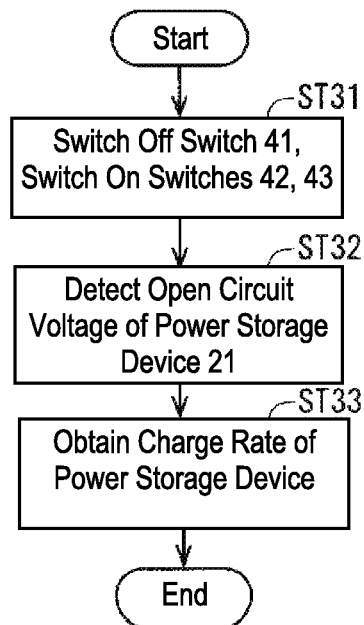 Start
ST31
Switch Off Switch 41,
Switch On Switches 42, 43
ST32
Detect Open Circuit
Voltage of Power Storage
Device 21
ST33
Obtain Charge Rate of
Power Storage Device
End